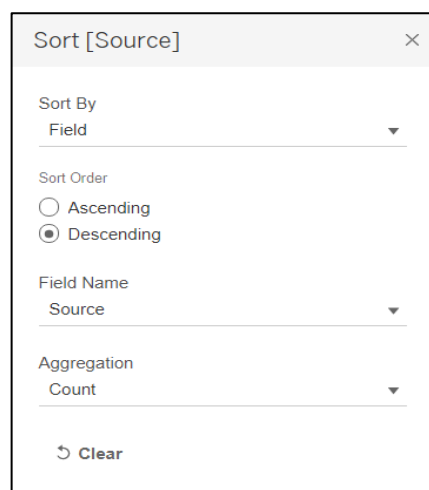 Sort [Source]
Sort By
Field
Sort Order
Ascending
Descending
Field Name
Source
Aggregation
Count
Clear